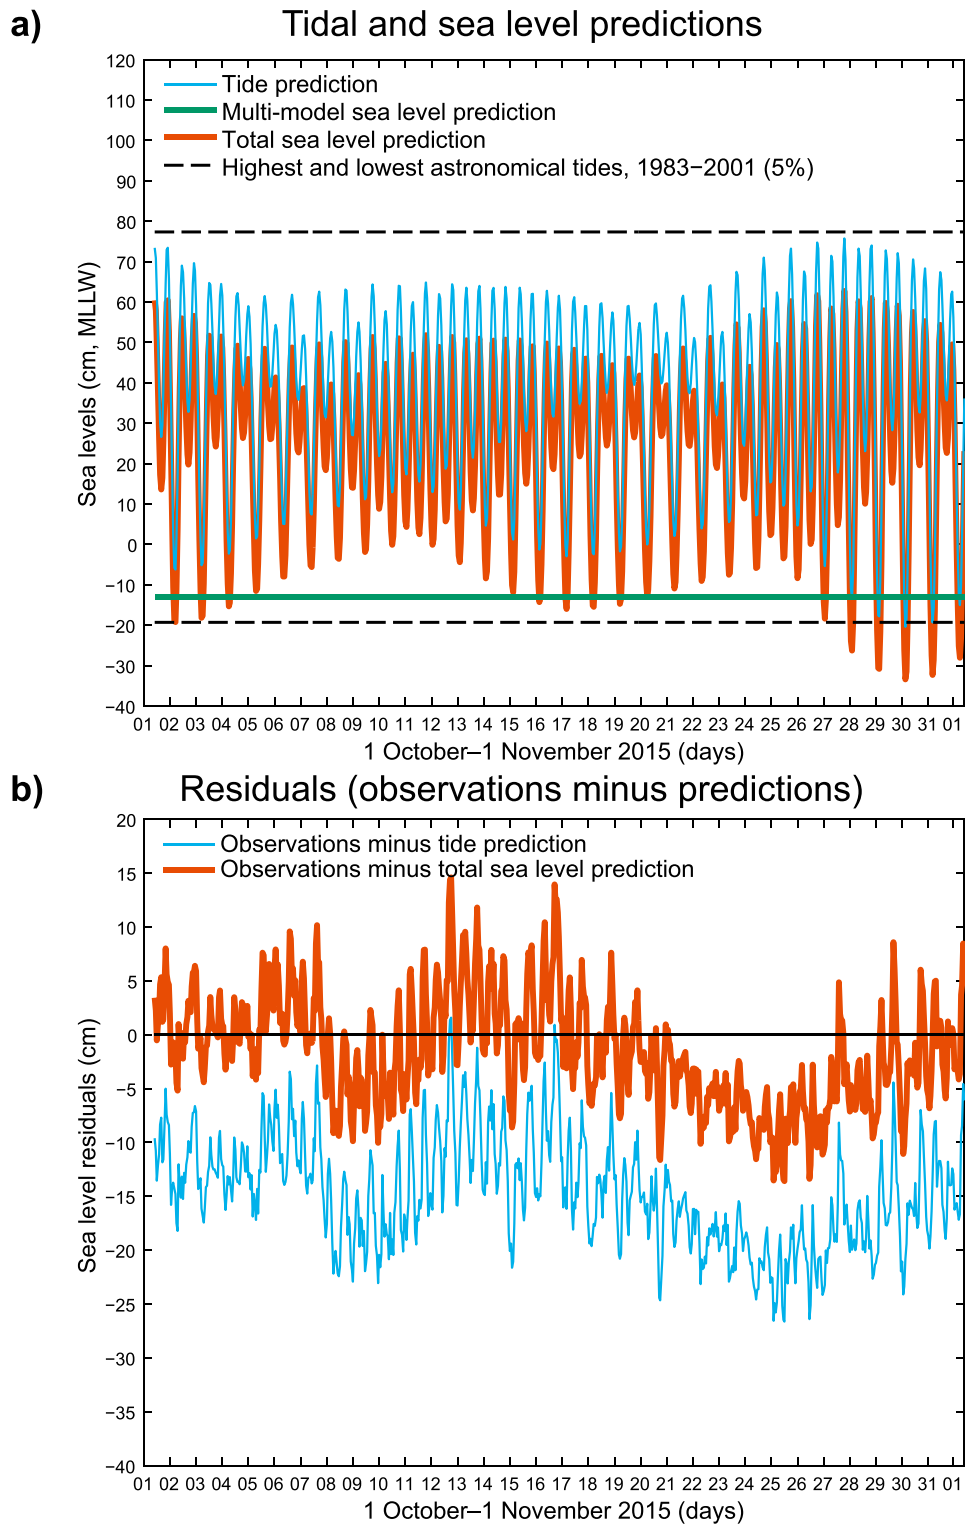 a)
Tidal and sea level predictions
120
110
100
90
80
70
60
50
40
30
20
10
0
−10
−20
−30
−40
Sea levels (cm, MLLW)
Tide prediction
Multi-model sea level prediction
Total sea level prediction
Highest and lowest astronomical tides, 1983−2001 (5%)
01 02 03 04 05 06 07 08 09 10 11 12 13 14 15 16 17 18 19 20 21 22 23 24 25 26 27 28 29 30 31 01
1 October–1 November 2015 (days)
b)
Residuals (observations minus predictions)
20
15
10
5
0
−5
−10
−15
−20
−25
−30
−35
−40
Sea level residuals (cm)
Observations minus tide prediction
Observations minus total sea level prediction
01 02 03 04 05 06 07 08 09 10 11 12 13 14 15 16 17 18 19 20 21 22 23 24 25 26 27 28 29 30 31 01
1 October–1 November 2015 (days)